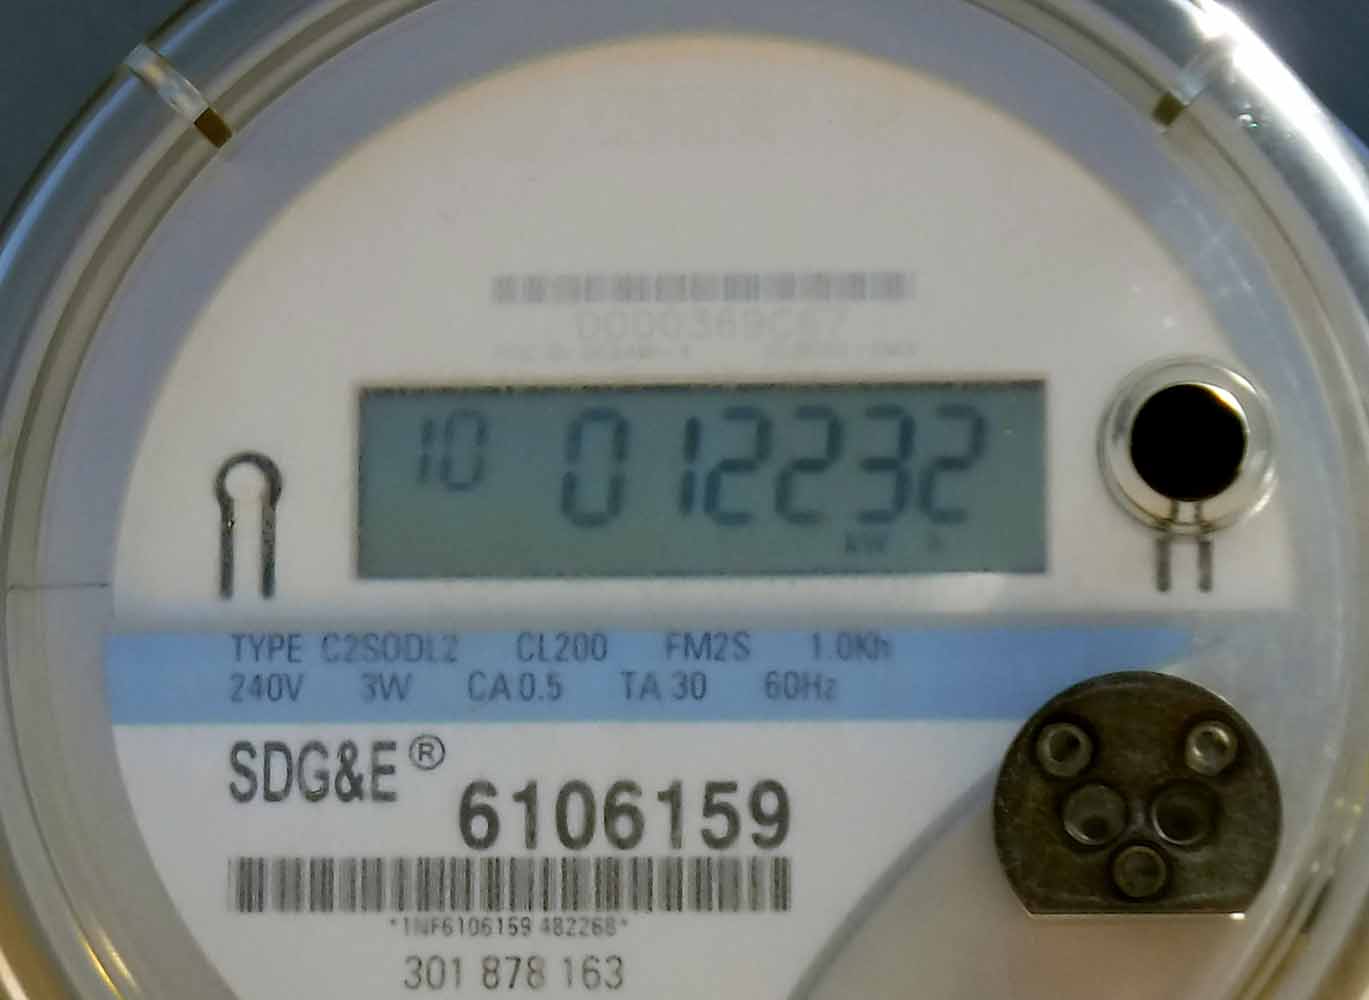 10 012232
kW h
TYPE C2SODL2 CL200 FM2S 1.0Kh
240V 3W CA 0.5 TA 30 60Hz
SDG&E®
6106159
*1NF6106159 482268*
301 878 163